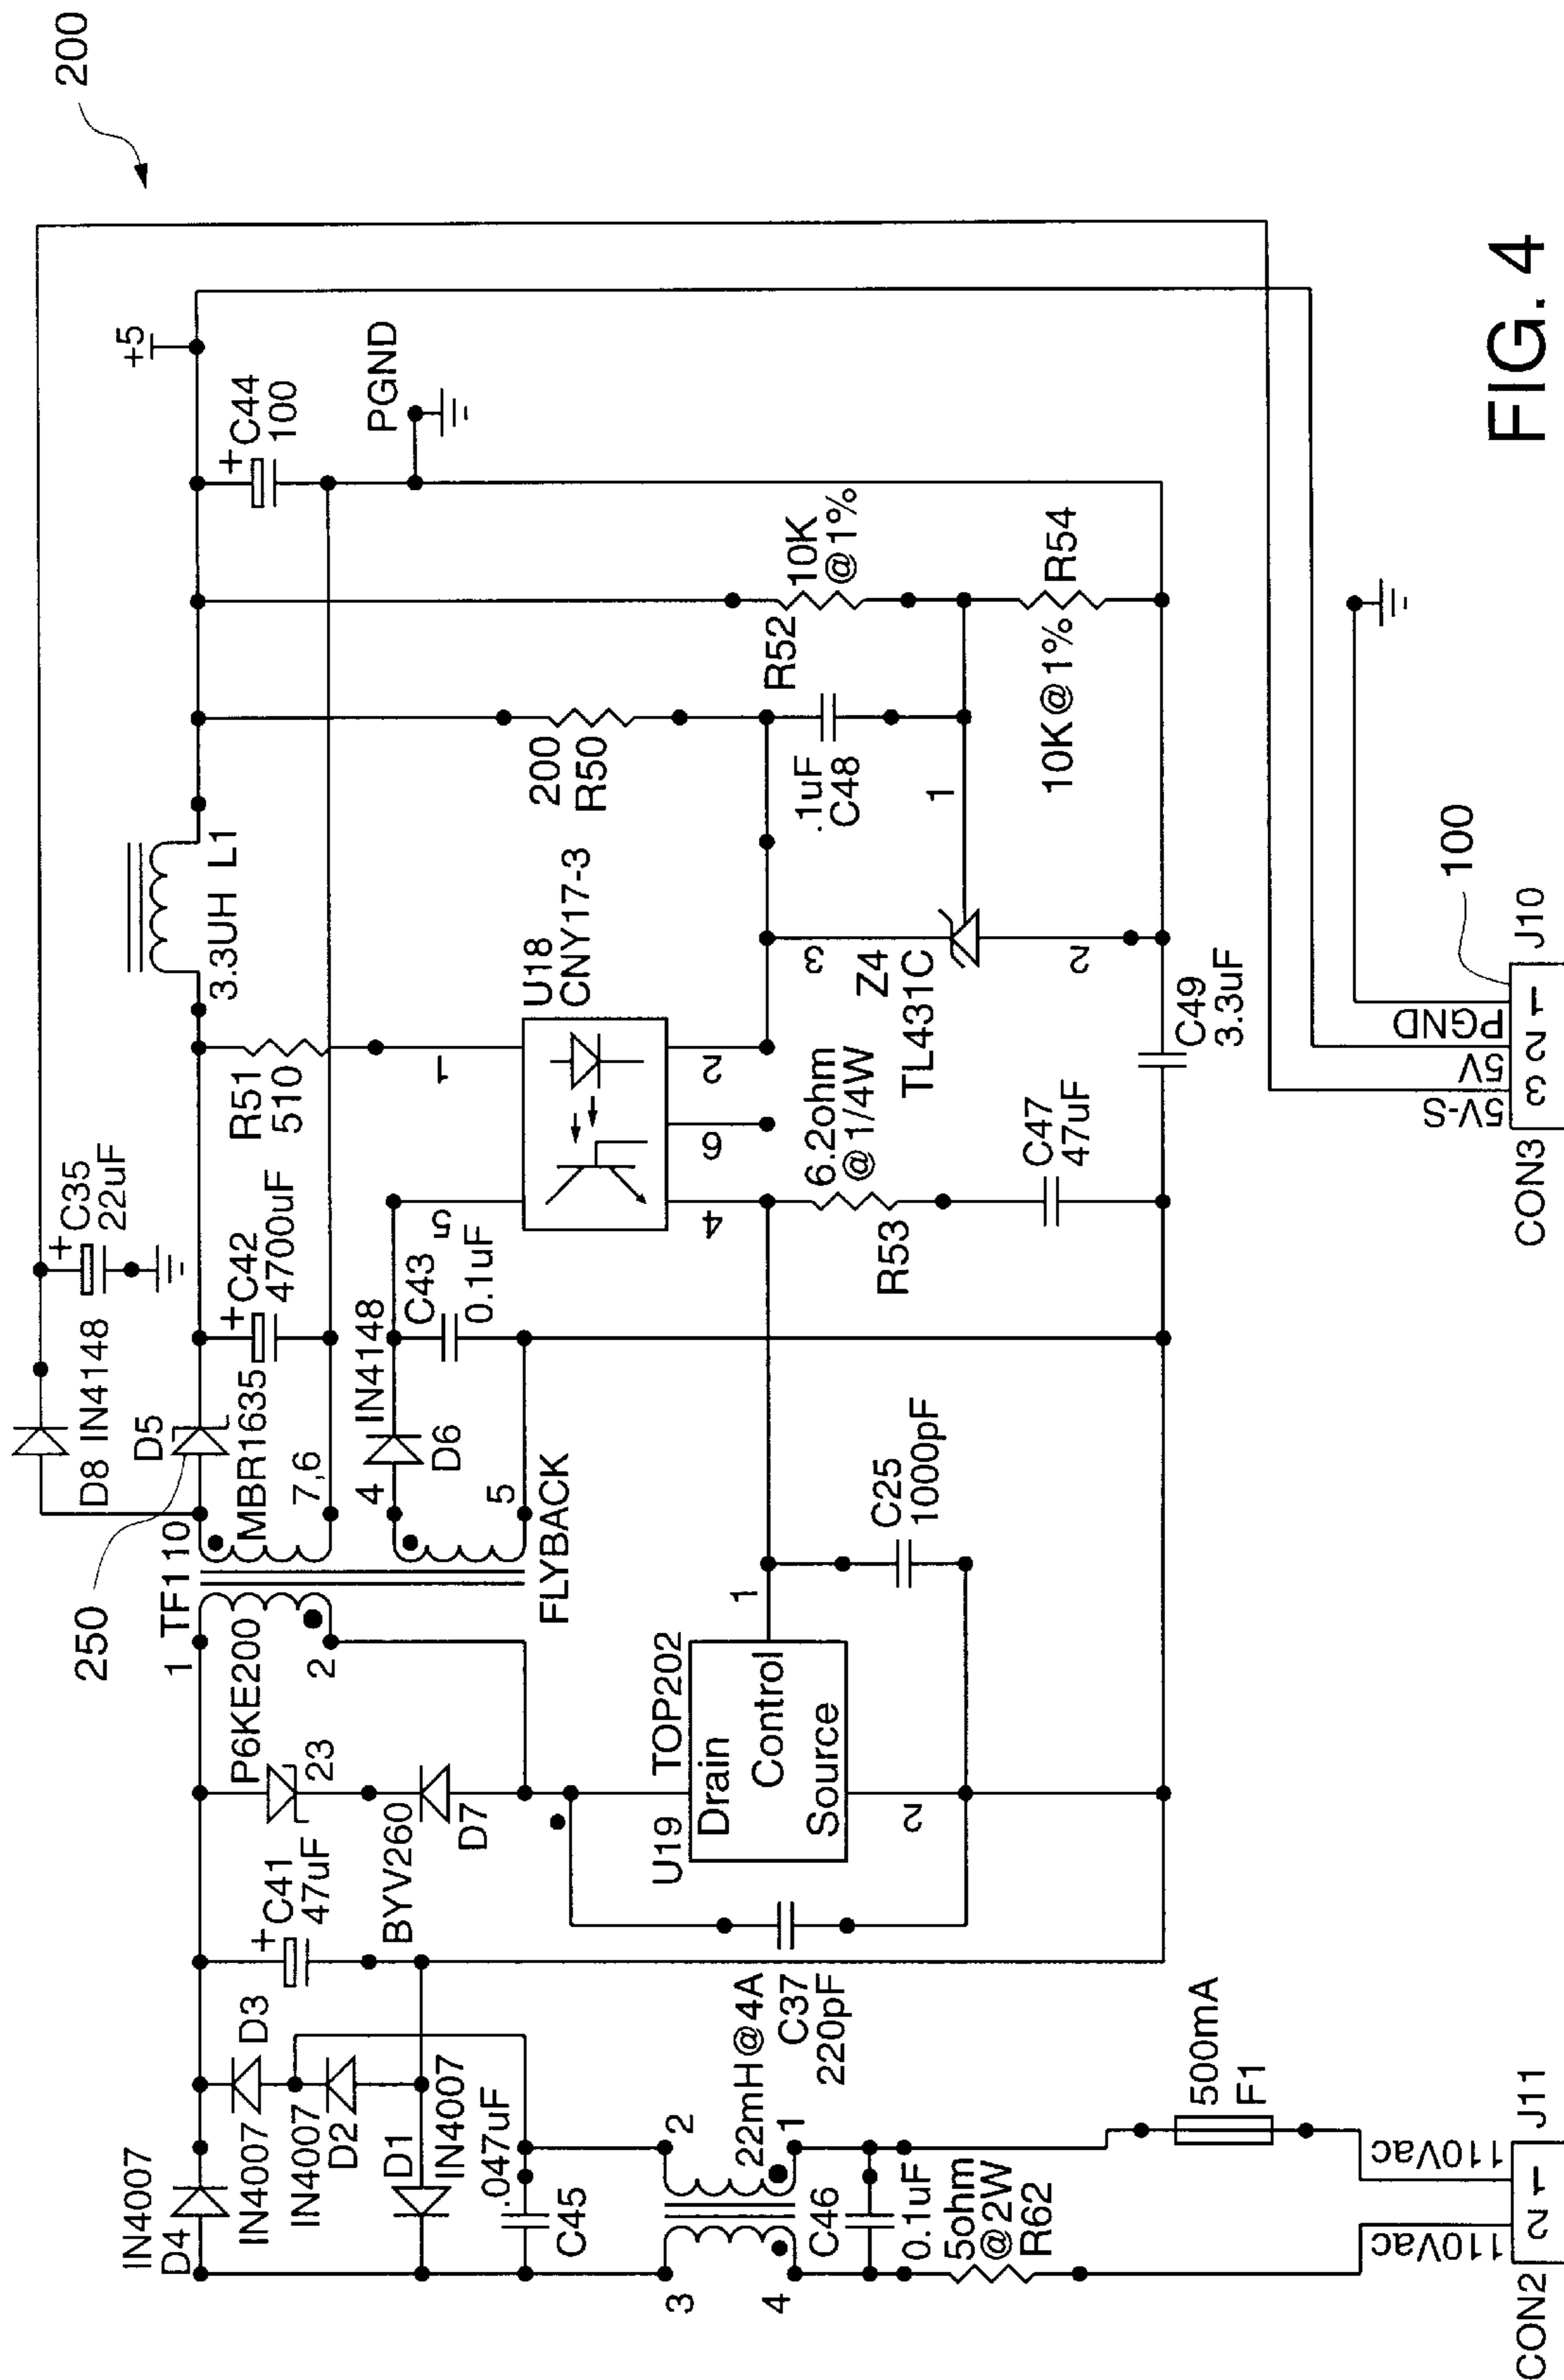 200
+5
C44
100
+
PGND
3.3UH L1
C35
22uF
+
D8 IN4148
D5
MBR1635
C42
4700uF
+
R51
510
250
TF1
10
7,6
1
2
P6KE200
23
BYV260
D7
C41
47uF
+
IN4007
D4
IN4007 D3
IN4007
D2
D1
IN4007
4
5
D6
IN4148
C43
0.1uF
FLYBACK
U18
CNY17-3
1
5
4
6
2
200
R50
R52
10K
@1%
.1uF
C48
1
3
2
Z4
TL431C
10K@1%
R54
6.2ohm
@1/4W
R53
C47
47uF
C49
3.3uF
U19
TOP202
Drain
Control
Source
1
2
C25
1000pF
C37
220pF
.047uF
C45
22mH@4A
2
1
3
4
C46
0.1uF
5ohm
@2W
R62
500mA
F1
110Vac
110Vac
2 1
CON2
J11
5V-S
5V
PGND
3 2 1
CON3
J10
100
FIG. 4